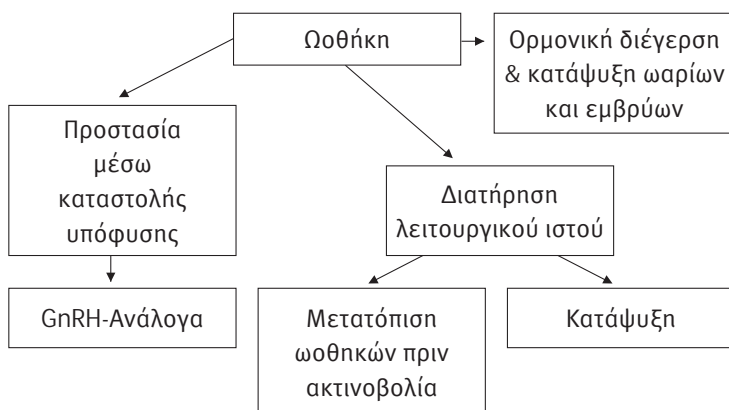 Ωοθήκη
Ορμονική διέγερση
& κατάψυξη ωαρίων
και εμβρύων
Προστασία
μέσω
καταστολής
υπόφυσης
Διατήρηση
λειτουργικού ιστού
GnRH-Ανάλογα
Μετατόπιση
ωοθηκών πριν
ακτινοβολία
Κατάψυξη